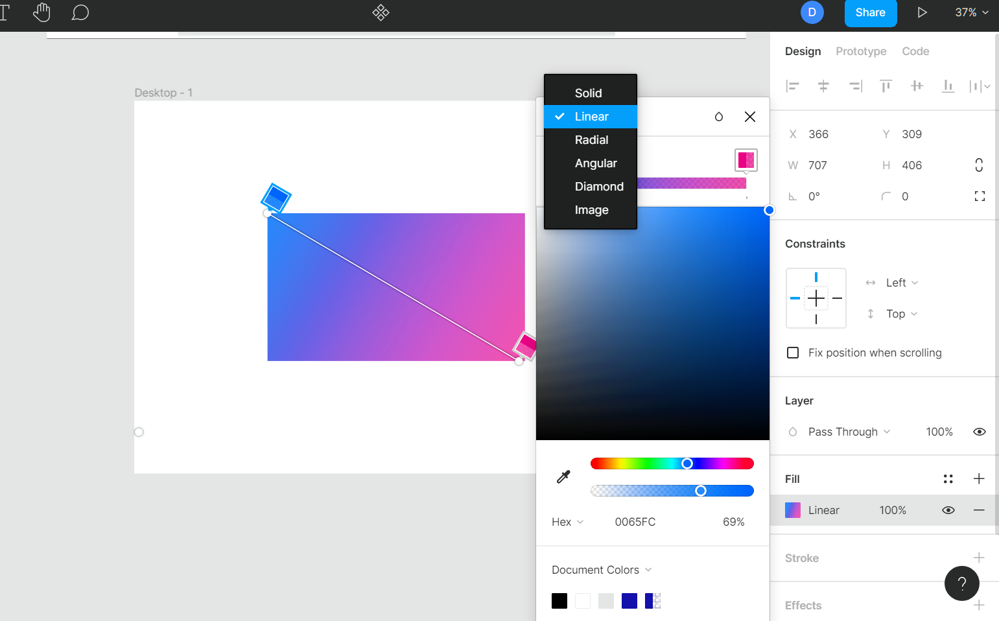 T
D
Share
37%
Desktop - 1
Solid
Linear
Radial
Angular
Diamond
Image
Hex
0065FC
69%
Document Colors
Design Prototype Code
X 366 Y 309
W 707 H 406
0° 0
Constraints
Left
Top
Fix position when scrolling
Layer
Pass Through 100%
Fill
Linear 100%
Stroke
?
Effects